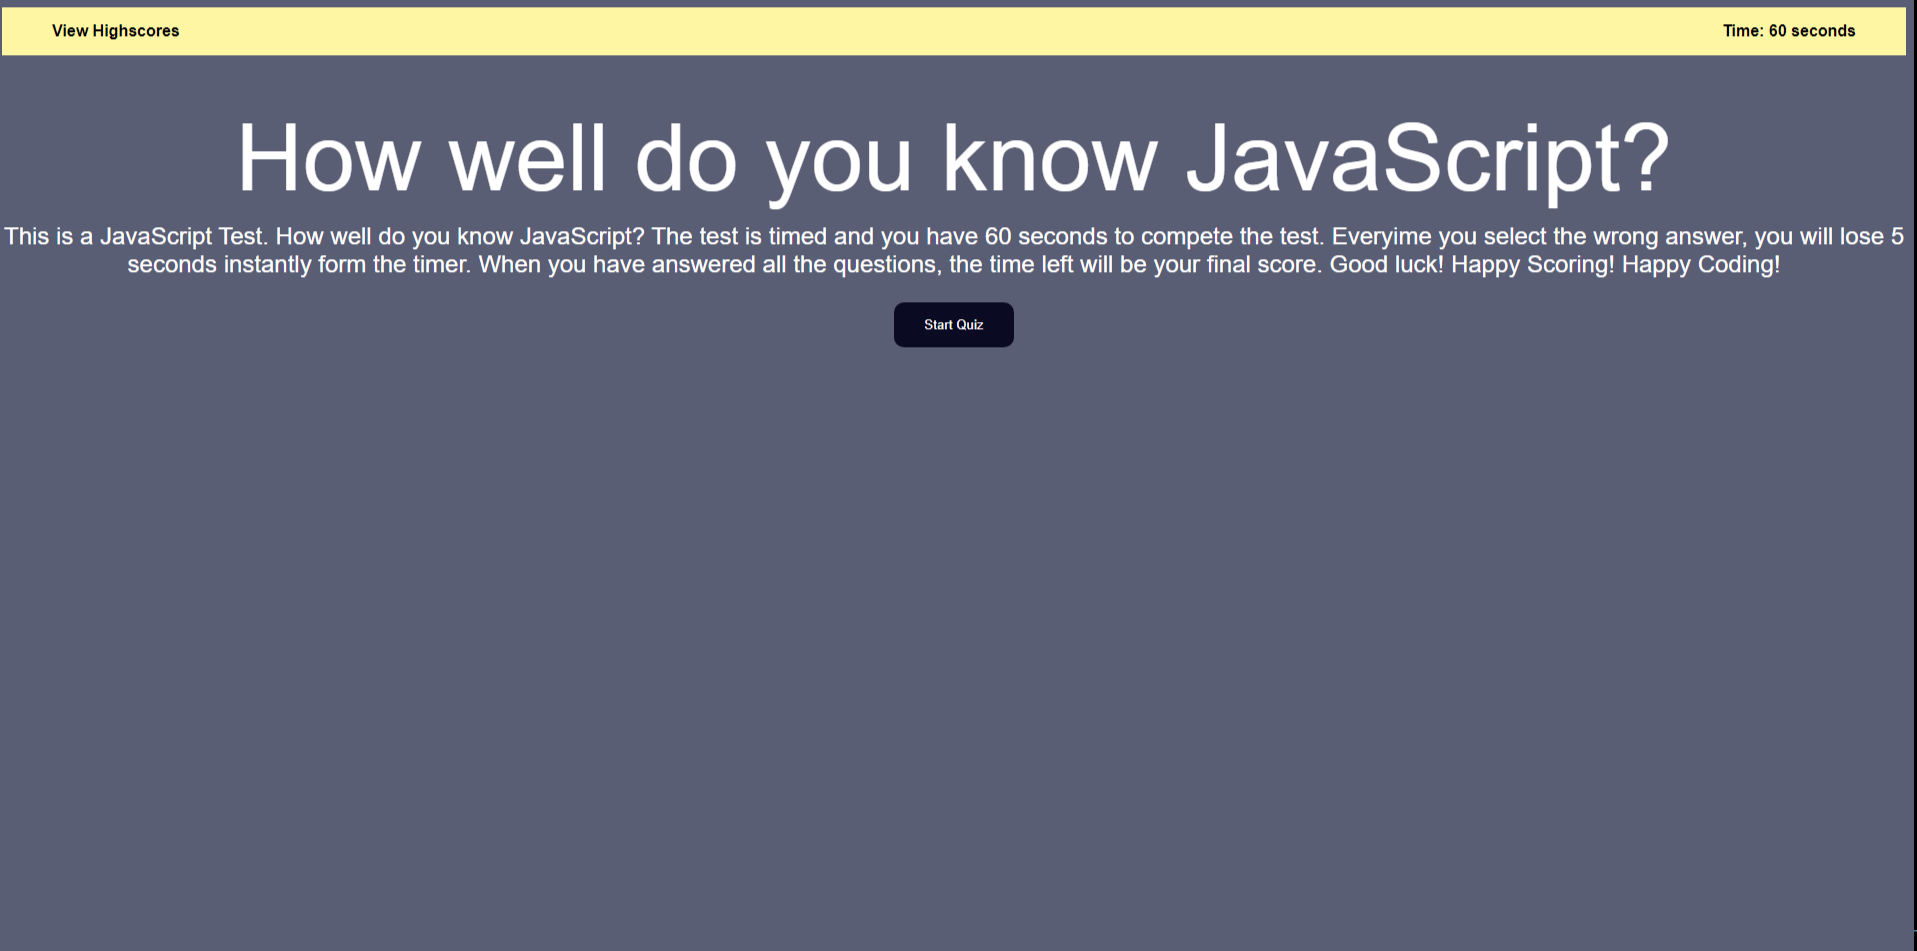 View Highscores
Time: 60 seconds
How well do you know JavaScript?
This is a JavaScript Test. How well do you know JavaScript? The test is timed and you have 60 seconds to compete the test. Everyime you select the wrong answer, you will lose 5
seconds instantly form the timer. When you have answered all the questions, the time left will be your final score. Good luck! Happy Scoring! Happy Coding!
Start Quiz